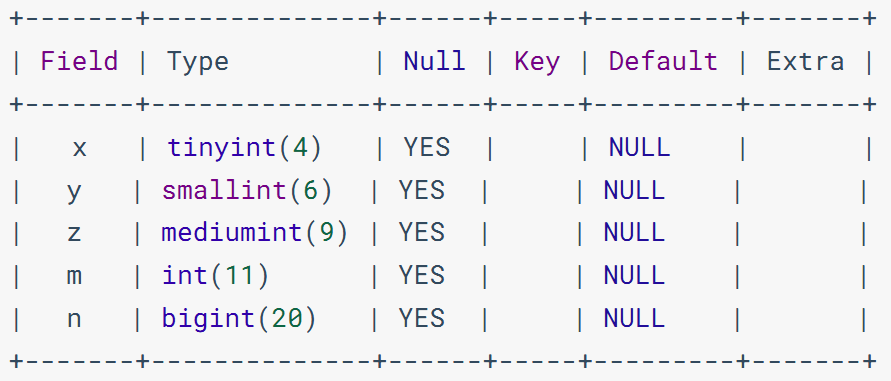 +-------+--------------+------+-----+---------+-------+
| Field | Type         | Null | Key | Default | Extra |
+-------+--------------+------+-----+---------+-------+
|   x   | tinyint(4)   | YES  |     | NULL    |       |
|   y   | smallint(6)  | YES  |     | NULL    |       |
|   z   | mediumint(9) | YES  |     | NULL    |       |
|   m   | int(11)      | YES  |     | NULL    |       |
|   n   | bigint(20)   | YES  |     | NULL    |       |
+-------+--------------+------+-----+---------+-------+